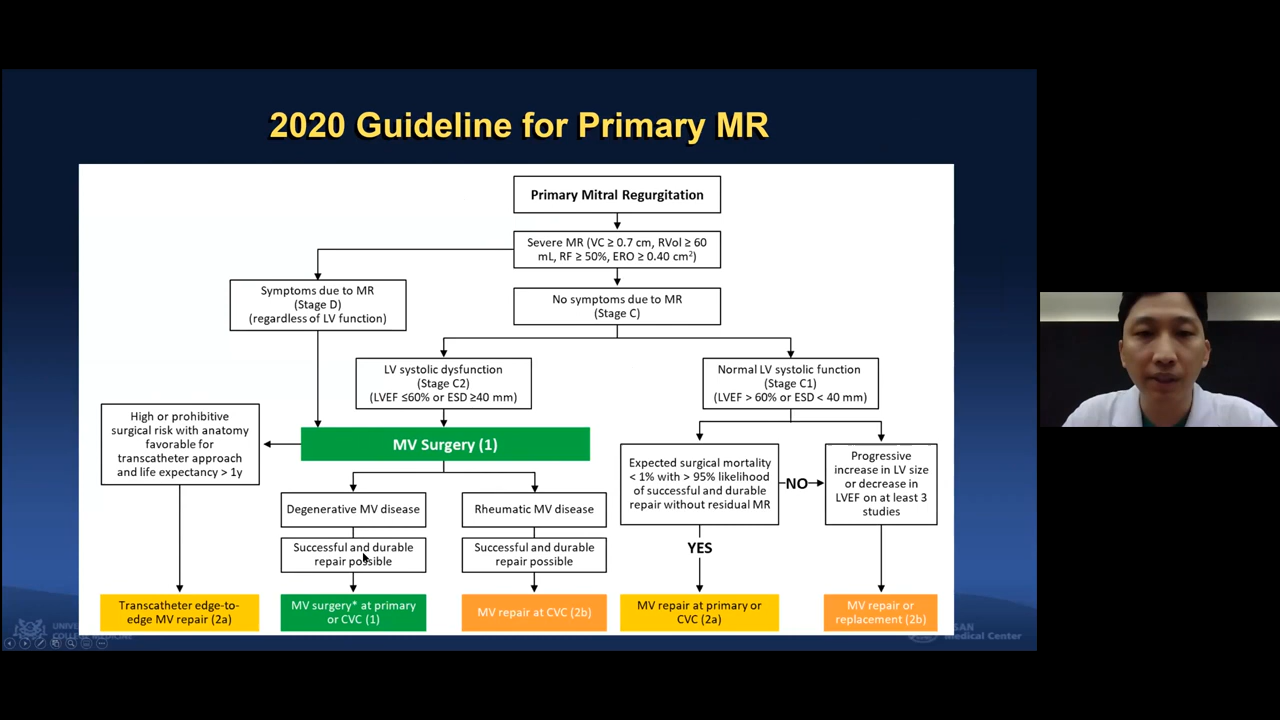 2020 Guideline for Primary MR
Primary Mitral Regurgitation
Severe MR (VC ≥ 0.7 cm, RVol ≥ 60
mL, RF ≥ 50%, ERO ≥ 0.40 cm²)
Symptoms due to MR
(Stage D)
(regardless of LV function)
No symptoms due to MR
(Stage C)
LV systolic dysfunction
(Stage C2)
(LVEF ≤60% or ESD ≥40 mm)
Normal LV systolic function
(Stage C1)
(LVEF > 60% or ESD < 40 mm)
High or prohibitive
surgical risk with anatomy
favorable for
transcatheter approach
and life expectancy > 1y
MV Surgery (1)
Expected surgical mortality
< 1% with > 95% likelihood
of successful and durable
repair without residual MR
NO
Progressive
increase in LV size
or decrease in
LVEF on at least 3
studies
Degenerative MV disease
Rheumatic MV disease
Successful and durable
repair possible
Successful and durable
repair possible
YES
Transcatheter edge-to-
edge MV repair (2a)
MV surgery* at primary
or CVC (1)
MV repair at CVC (2b)
MV repair at primary or
CVC (2a)
MV repair or
replacement (2b)
Medical Center